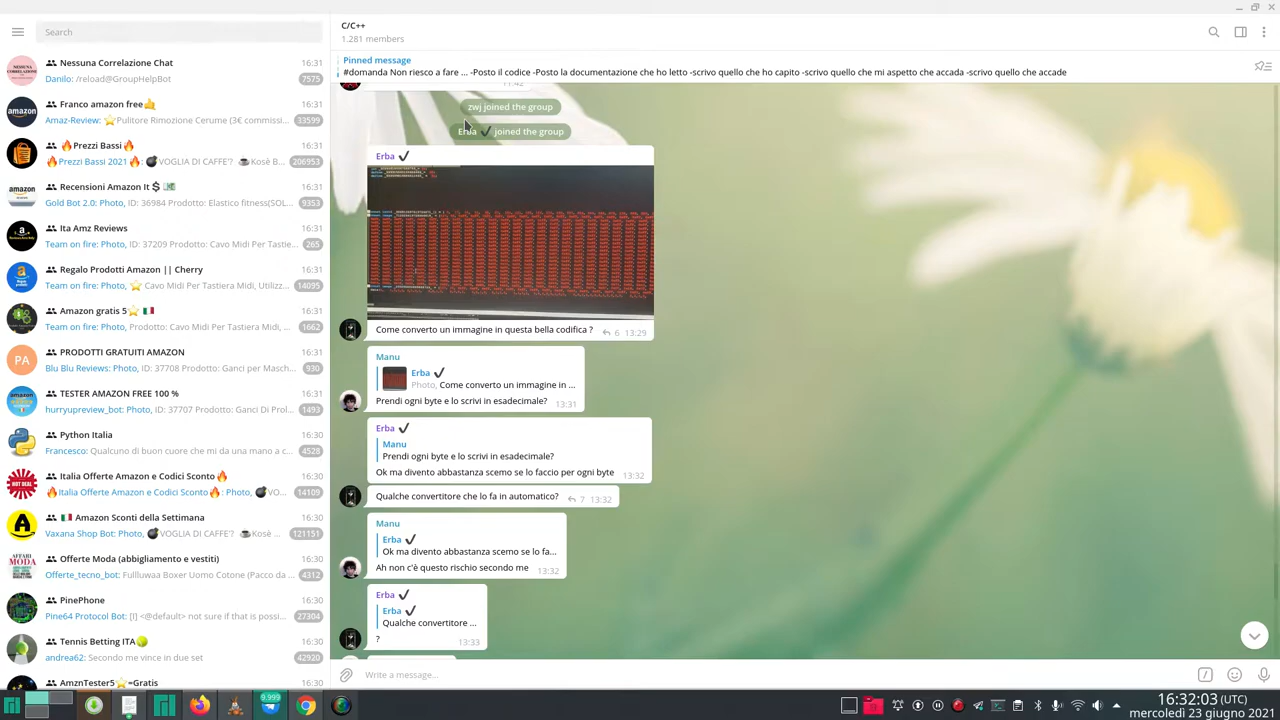 Search
Nessuna Correlazione Chat 16:31
Danilo: /reload@GroupHelpBot 7575
Franco amazon free🤙 16:31
Amaz-Review: ⭐Pulitore Rimozione Cerume (3€ commissi... 33599
🔥Prezzi Bassi🔥 16:31
🔥Prezzi Bassi 2021🔥: 💣VOGLIA DI CAFFE'? ☕Kosè B... 206953
Recensioni Amazon It 💲 💵 16:31
Gold Bot 2.0: Photo, ID: 36984 Prodotto: Elastico fitness(SOL... 9353
Ita Amz Reviews 16:31
Team on fire: Photo, ID: 37209 Prodotto: Cavo Midi Per Tastie... 265
Regalo Prodotti Amazon || Cherry 16:31
Team on fire: Photo, ⭐ Cavo Midi Per Tastiera Midi, Utilizz... 14095
Amazon gratis 5⭐ 🇮🇹 16:31
Team on fire: Photo, Prodotto: Cavo Midi Per Tastiera Midi, ... 1662
PA
PRODOTTI GRATUITI AMAZON 16:31
Blu Blu Reviews: Photo, ID: 37708 Prodotto: Ganci per Masch... 930
TESTER AMAZON FREE 100 % 16:31
hurryupreview_bot: Photo, ID: 37707 Prodotto: Ganci Di Prol... 1493
Python Italia 16:30
Francesco: Qualcuno di buon cuore che mi da una mano a c... 4528
Italia Offerte Amazon e Codici Sconto🔥 16:30
🔥Italia Offerte Amazon e Codici Sconto🔥: Photo, 💣VO... 14109
🇮🇹 Amazon Sconti della Settimana 16:30
Vaxana Shop Bot: Photo, 💣VOGLIA DI CAFFE'? ☕Kosè ... 121151
Offerte Moda (abbigliamento e vestiti) 16:30
Offerte_tecno_bot: Fullluwaa Boxer Uomo Cotone (Pacco da ... 4312
PinePhone 16:30
Pine64 Protocol Bot: [I] <@default> not sure if that is possi... 27304
Tennis Betting ITA🎾 16:30
andrea62: Secondo me vince in due set 42920
AmznTester5⭐=Gratis 16:30
C/C++
1.281 members
Pinned message
#domanda Non riesco a fare ... -Posto il codice -Posto la documentazione che ho letto -scrivo quello che ho capito -scrivo quello che mi aspetto che accada -scrivo quello che accade
11:42
zwj joined the group
Erba ✔ joined the group
Erba ✔
Come converto un immagine in questa bella codifica ? 6 13:29
Manu
Erba ✔
Photo, Come converto un immagine in ...
Prendi ogni byte e lo scrivi in esadecimale? 13:31
Erba ✔
Manu
Prendi ogni byte e lo scrivi in esadecimale?
Ok ma divento abbastanza scemo se lo faccio per ogni byte 13:32
Qualche convertitore che lo fa in automatico? 7 13:32
Manu
Erba ✔
Ok ma divento abbastanza scemo se lo fa...
Ah non c'è questo rischio secondo me 13:32
Erba ✔
Erba ✔
Qualche convertitore ...
? 13:33
Write a message...
9,999
16:32:03 (UTC)
mercoledì 23 giugno 2021